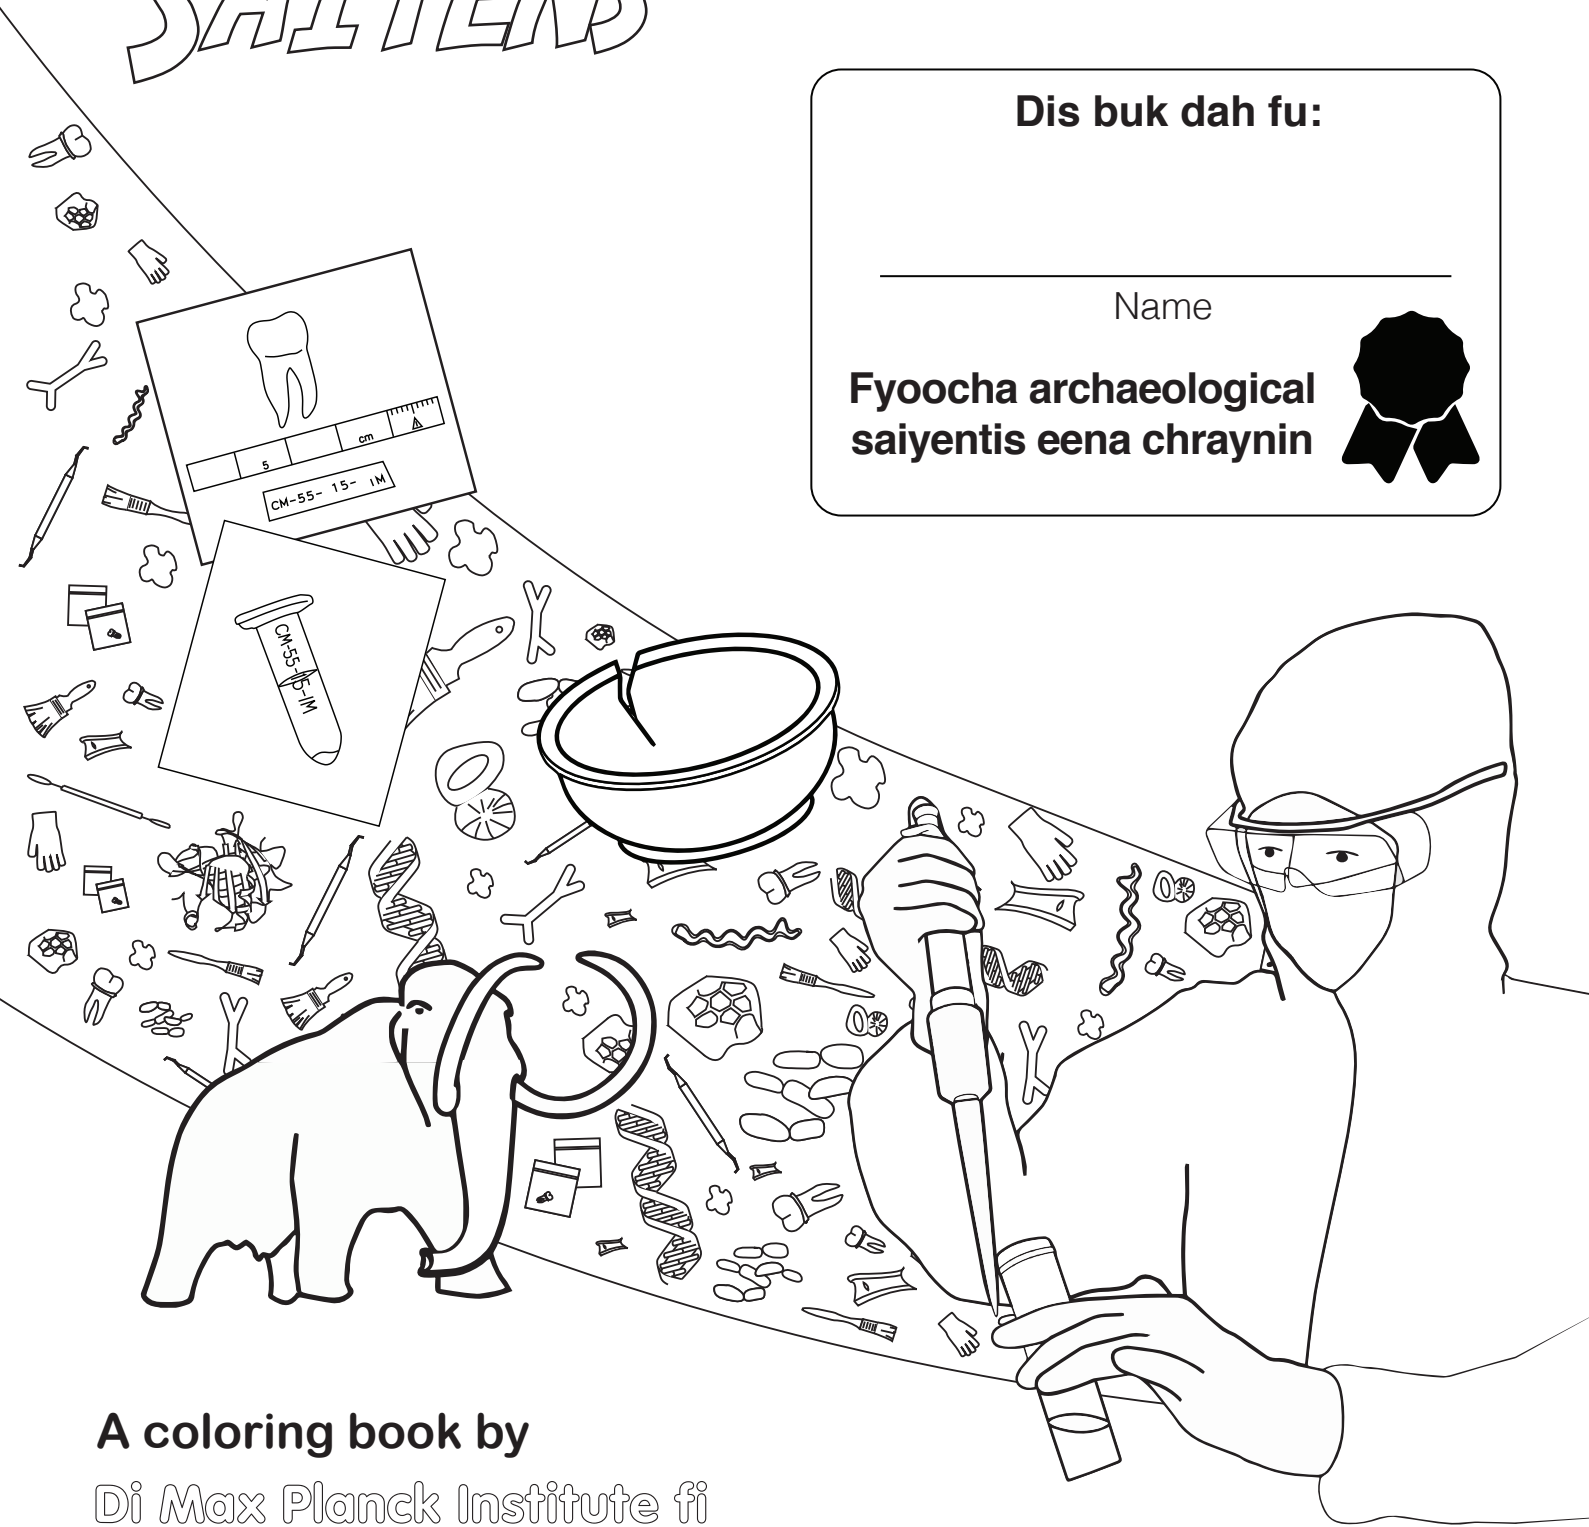 SAIYENS
Dis buk dah fu:
Name
Fyoocha archaeological
saiyentis eena chraynin
5 cm
CM-55- 15- IM
CM-55-15-IM
A coloring book by
Di Max Planck Institute fi